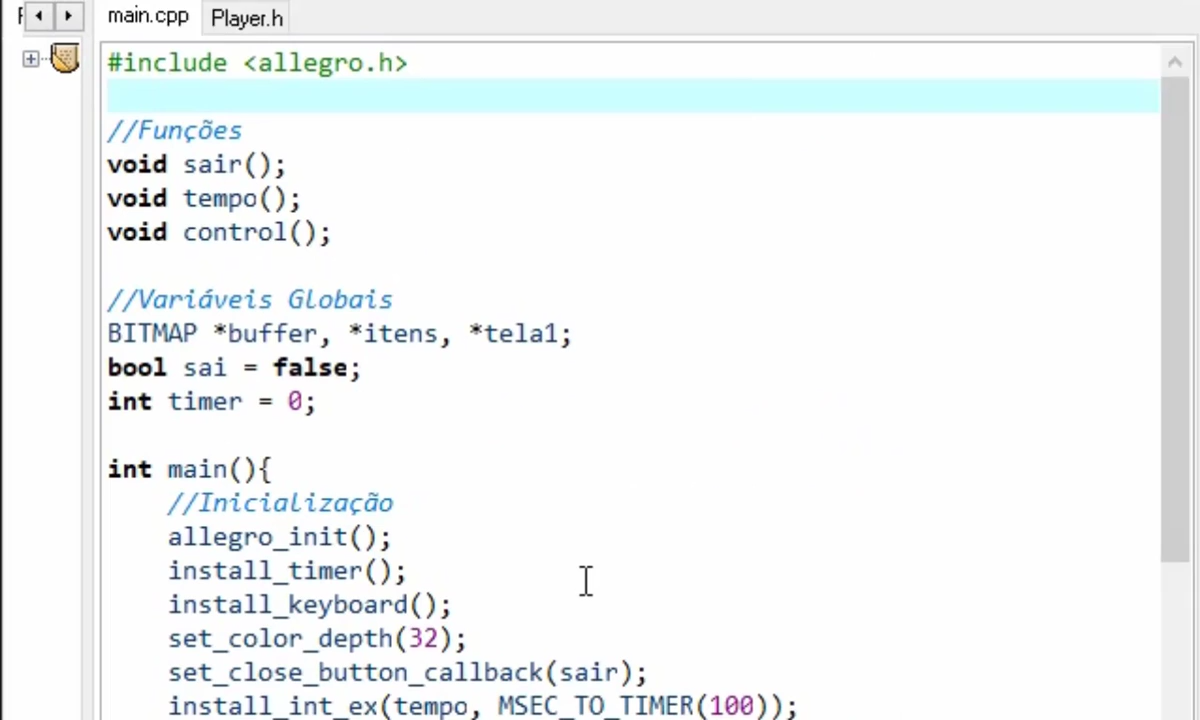 main.cpp Player.h
#include <allegro.h>
//Funções
void sair();
void tempo();
void control();
//Variáveis Globais
BITMAP *buffer, *itens, *tela1;
bool sai = false;
int timer = 0;
int main(){
//Inicialização
allegro_init();
install_timer();
install_keyboard();
set_color_depth(32);
set_close_button_callback(sair);
install_int_ex(tempo, MSEC_TO_TIMER(100));